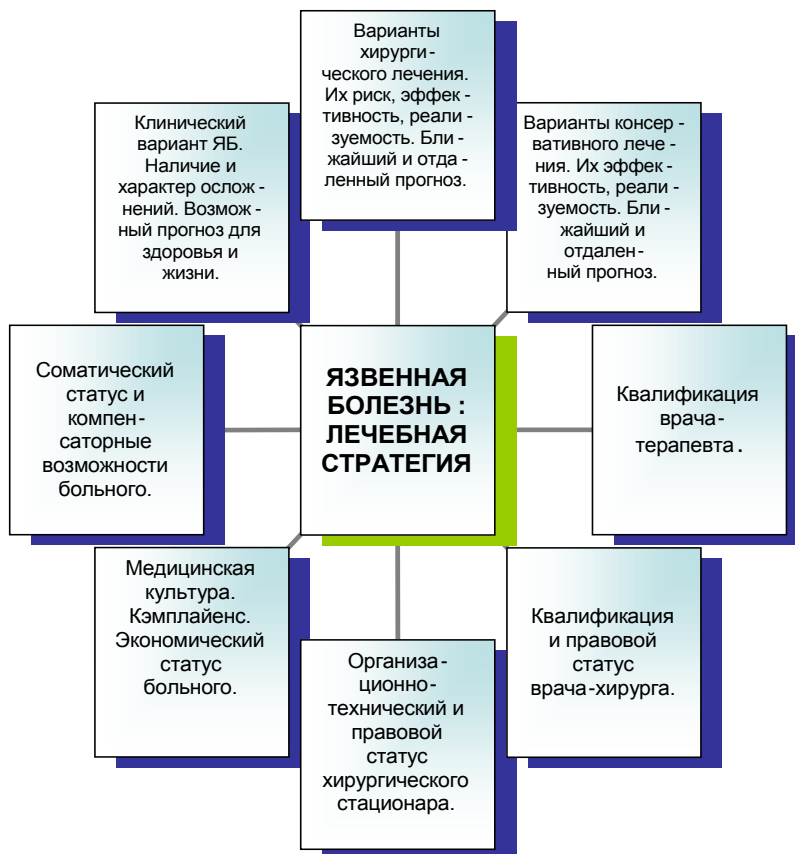 Варианты
хирурги-
ческого лечения.
Их риск, эффек-
тивность, реали-
зуемость. Бли-
жайший и отда-
ленный прогноз.
Клинический
вариант ЯБ.
Наличие и
характер ослож-
нений. Возмож-
ный прогноз для
здоровья и
жизни.
Варианты консер-
вативного лече-
ния. Их эффек-
тивность, реали-
зуемость. Бли-
жайший и
отдален-
ный прогноз.
Соматический
статус и
компен-
саторные
возможности
больного.
ЯЗВЕННАЯ
БОЛЕЗНЬ :
ЛЕЧЕБНАЯ
СТРАТЕГИЯ
Квалификация
врача-
терапевта.
Медицинская
культура.
Кэмплайенс.
Экономический
статус
больного.
Организа-
ционно-
технический и
правовой
статус
хирургического
стационара.
Квалификация
и правовой
статус
врача-хирурга.